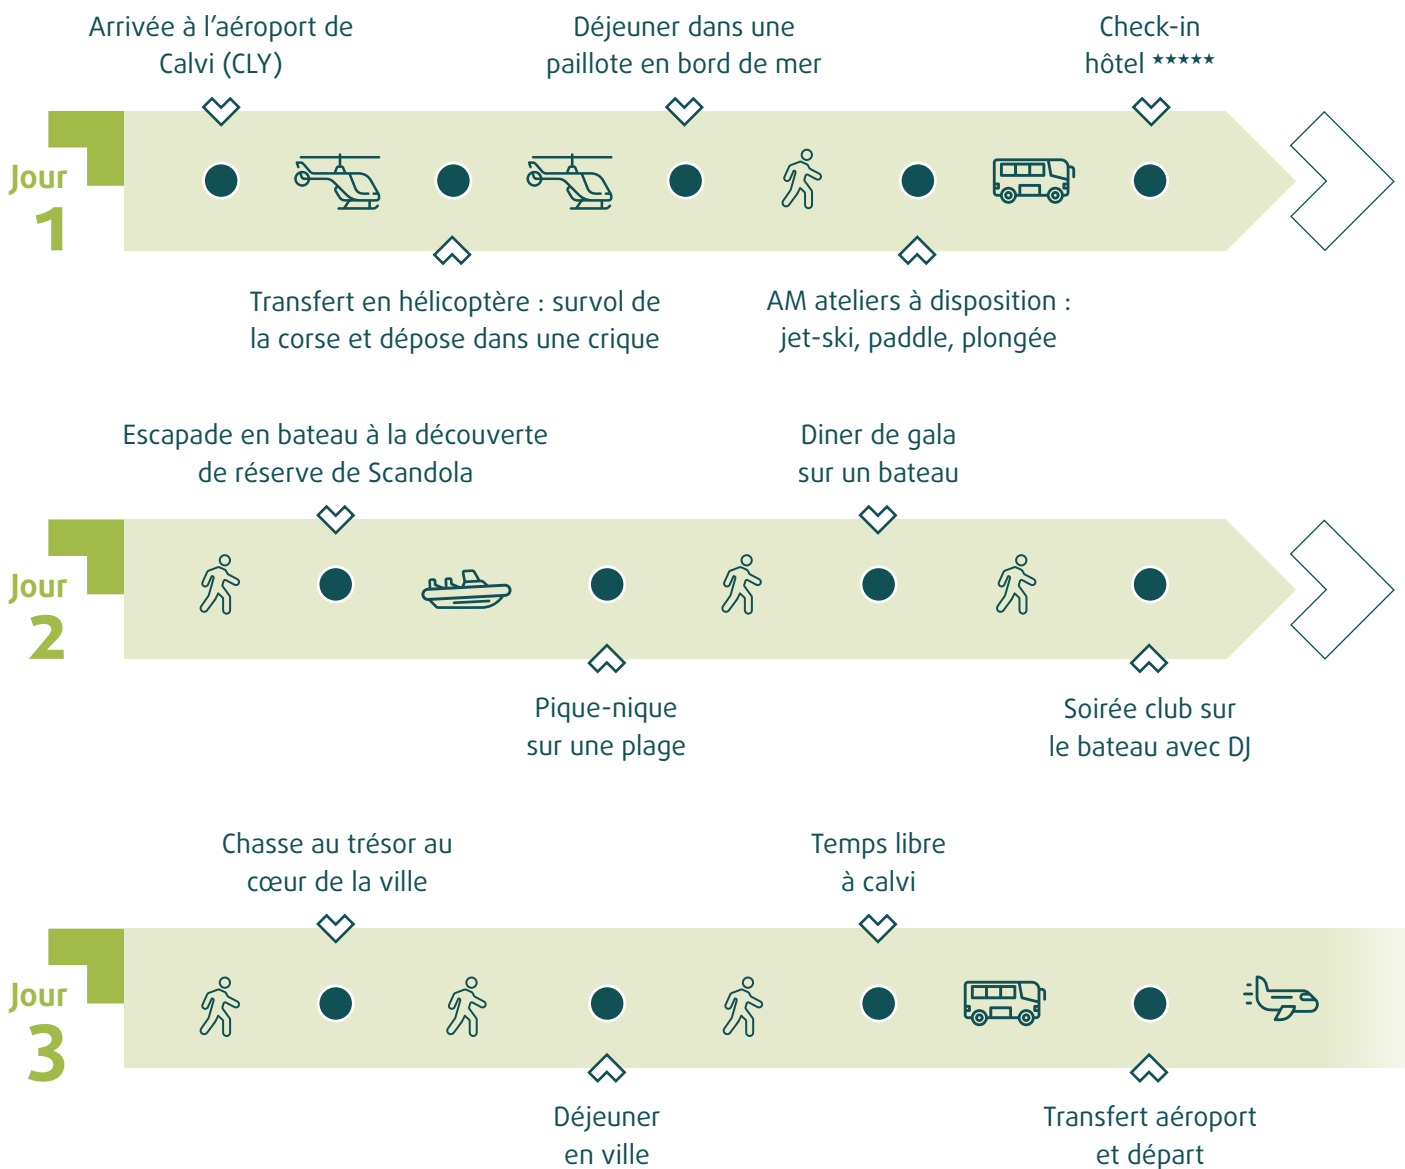 Arrivée à l'aéroport de
Calvi (CLY)
Déjeuner dans une
paillote en bord de mer
Check-in
hôtel ★★★★★
Jour
1
Transfert en hélicoptère : survol de
la corse et dépose dans une crique
AM ateliers à disposition :
jet-ski, paddle, plongée
Escapade en bateau à la découverte
de réserve de Scandola
Diner de gala
sur un bateau
Jour
2
Pique-nique
sur une plage
Soirée club sur
le bateau avec DJ
Chasse au trésor au
cœur de la ville
Temps libre
à calvi
Jour
3
Déjeuner
en ville
Transfert aéroport
et départ